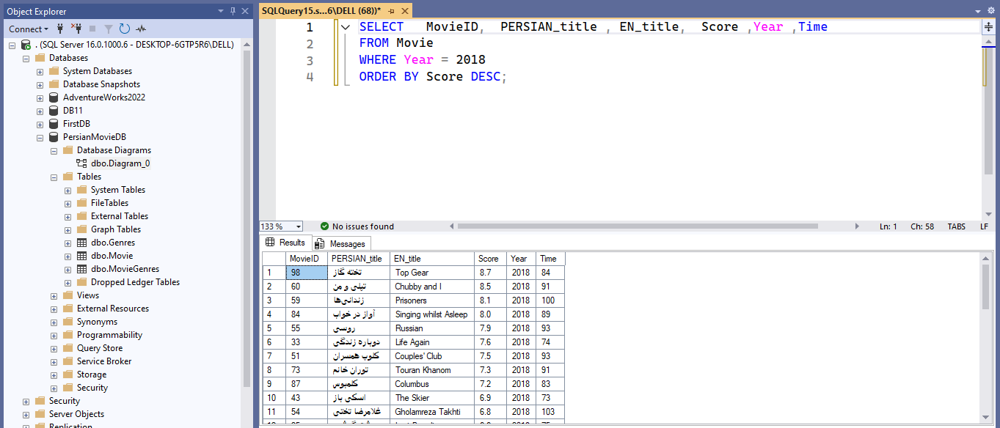 Object Explorer
Connect
. (SQL Server 16.0.1000.6 - DESKTOP-6GTP5R6\DELL)
Databases
System Databases
Database Snapshots
AdventureWorks2022
DB11
FirstDB
PersianMovieDB
Database Diagrams
dbo.Diagram_0
Tables
System Tables
FileTables
External Tables
Graph Tables
dbo.Genres
dbo.Movie
dbo.MovieGenres
Dropped Ledger Tables
Views
External Resources
Synonyms
Programmability
Query Store
Service Broker
Storage
Security
Security
Server Objects
Replication
SQLQuery15.s...6\DELL (68))*
1 SELECT MovieID, PERSIAN_title , EN_title, Score ,Year ,Time
2 FROM Movie
3 WHERE Year = 2018
4 ORDER BY Score DESC;
133 % No issues found Ln: 1 Ch: 58 TABS LF
Results Messages
MovieID PERSIAN_title EN_title Score Year Time
1 98 تخته گاز Top Gear 8.7 2018 84
2 60 تپلی و من Chubby and I 8.5 2018 91
3 59 زندانی‌ها Prisoners 8.1 2018 100
4 84 آواز در خواب Singing whilst Asleep 8.0 2018 89
5 55 روسی Russian 7.9 2018 93
6 33 دوباره زندگی Life Again 7.6 2018 74
7 51 کلوپ همسران Couples' Club 7.5 2018 93
8 73 توران خانم Touran Khanom 7.3 2018 91
9 87 کلمبوس Columbus 7.2 2018 83
10 43 اسکی باز The Skier 6.9 2018 73
11 54 غلامرضا تختی Gholamreza Takhti 6.8 2018 103